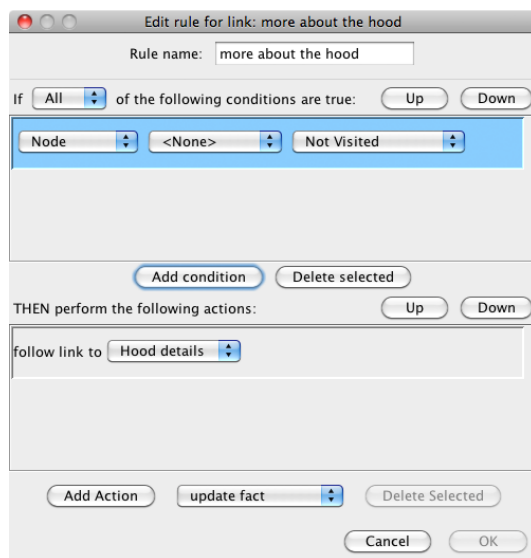 Edit rule for link: more about the hood
Rule name: more about the hood
If All of the following conditions are true: Up Down
Node <None> Not Visited
Add condition Delete selected
THEN perform the following actions: Up Down
follow link to Hood details
Add Action update fact Delete Selected
Cancel OK